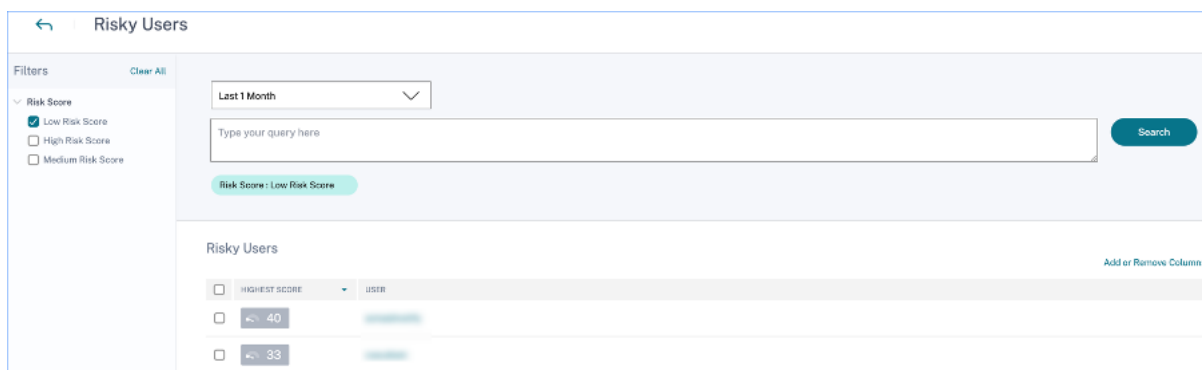 Risky Users
Filters
Clear All
Risk Score
Low Risk Score
High Risk Score
Medium Risk Score
Last 1 Month
Type your query here
Search
Risk Score : Low Risk Score
Risky Users
Add or Remove Column
HIGHEST SCORE
USER
40
33